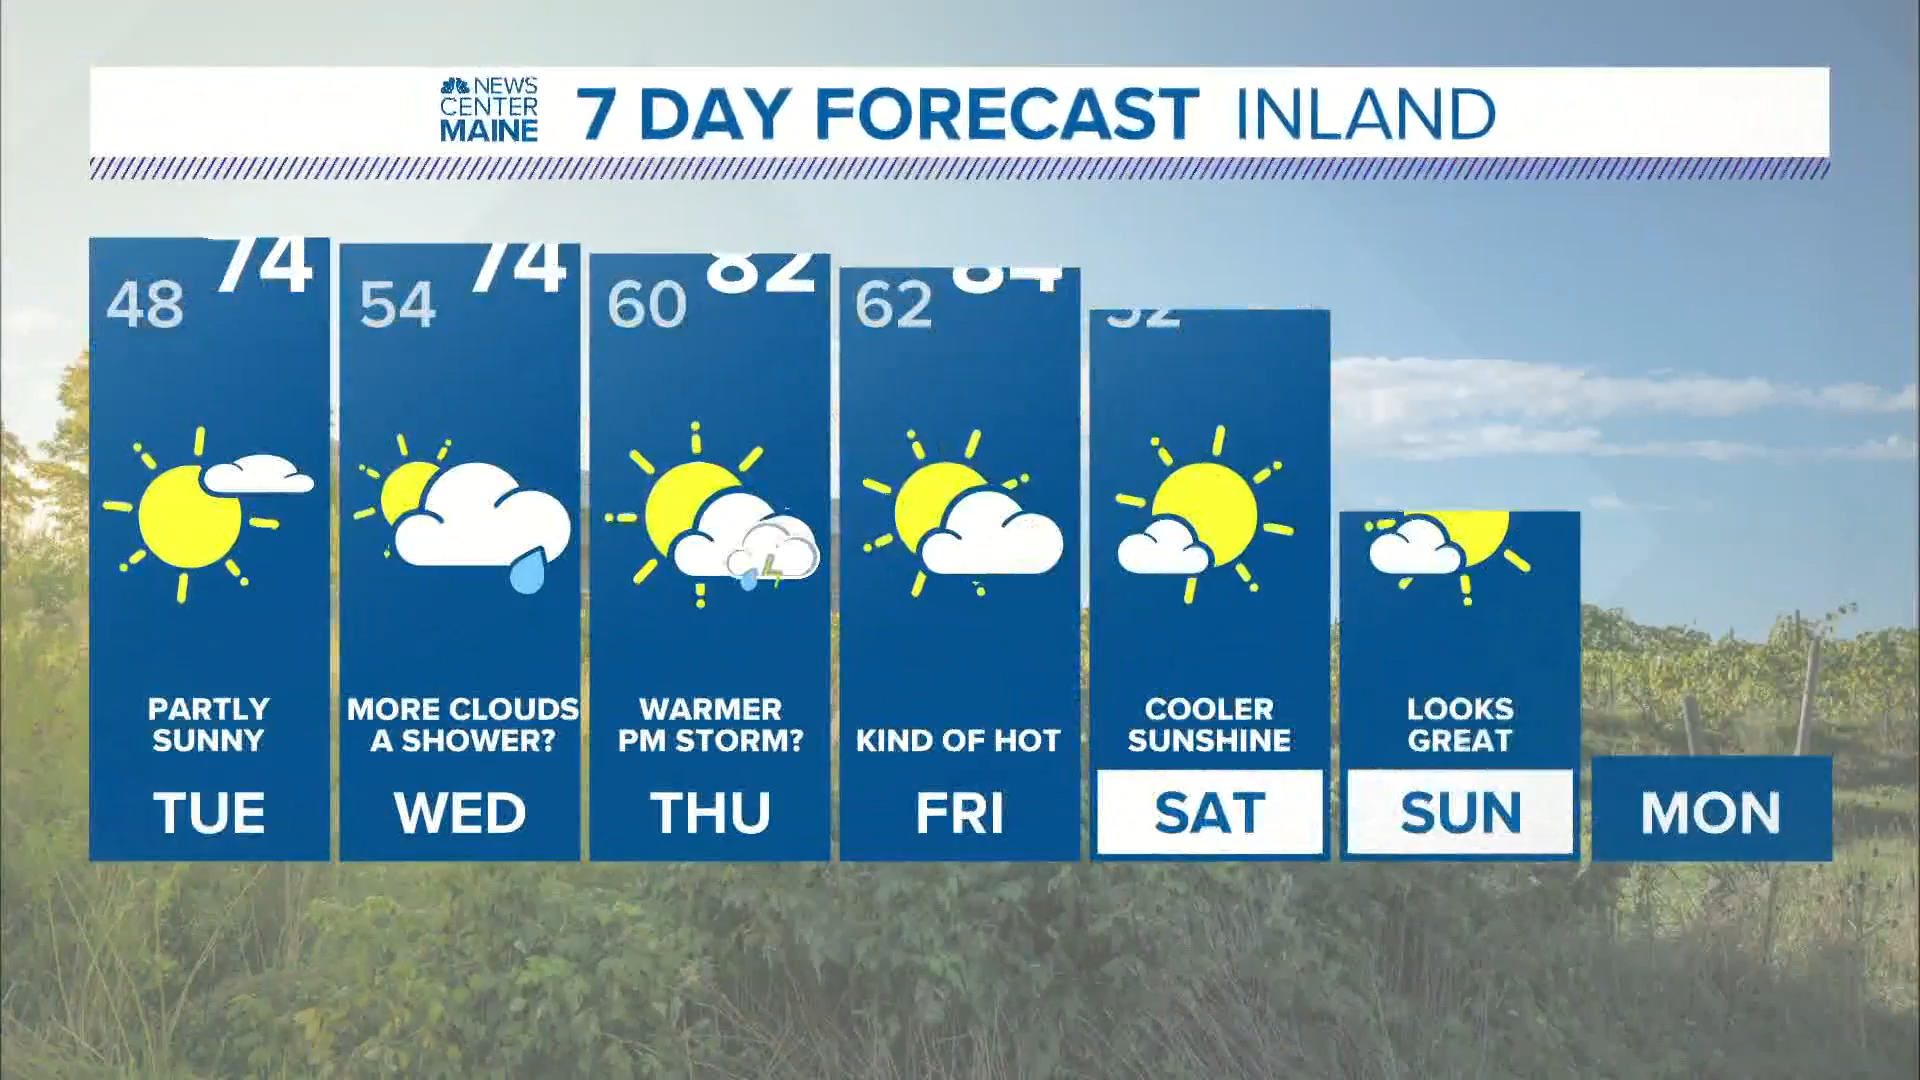 NEWS
CENTER
MAINE
7 DAY FORECAST INLAND
48 74
54 74
60 82
62 84
PARTLY
SUNNY
MORE CLOUDS
A SHOWER?
WARMER
PM STORM?
KIND OF HOT
COOLER
SUNSHINE
LOOKS
GREAT
TUE
WED
THU
FRI
SAT
SUN
MON